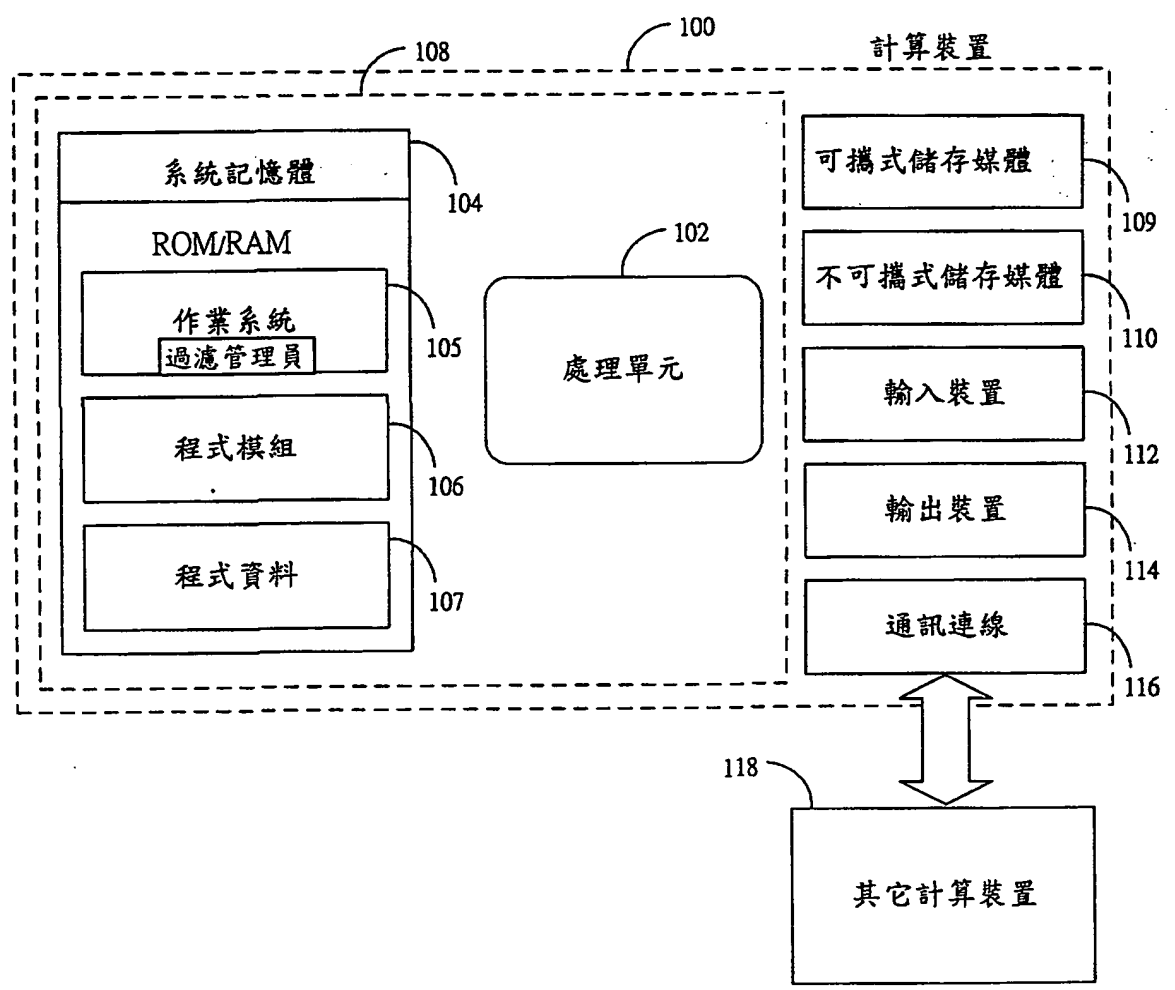 100
計算裝置
108
系統記憶體
104
ROM/RAM
作業系統
過濾管理員
105
程式模組
106
程式資料
107
102
處理單元
可攜式儲存媒體
109
不可攜式儲存媒體
110
輸入裝置
112
輸出裝置
114
通訊連線
116
118
其它計算裝置